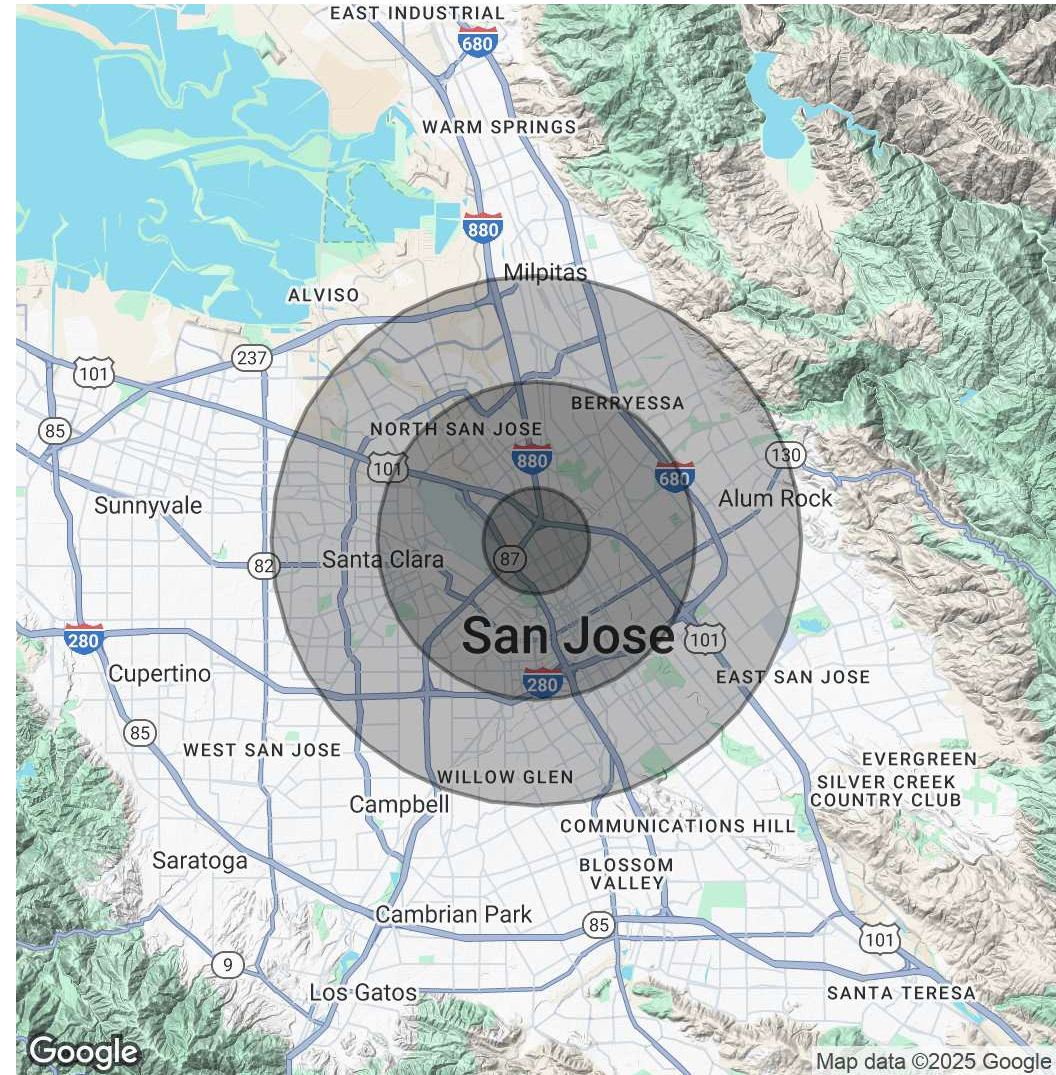 EAST INDUSTRIAL
680
WARM SPRINGS
880
Milpitas
ALVISO
237
101
BERRYESSA
85
NORTH SAN JOSE
880
130
101
680
Alum Rock
Sunnyvale
Santa Clara
87
82
San Jose
101
280
Cupertino
EAST SAN JOSE
280
85
WEST SAN JOSE
EVERGREEN
WILLOW GLEN
SILVER CREEK
COUNTRY CLUB
Campbell
COMMUNICATIONS HILL
Saratoga
BLOSSOM
VALLEY
Cambrian Park
85
101
9
Los Gatos
SANTA TERESA
Google
Map data ©2025 Google